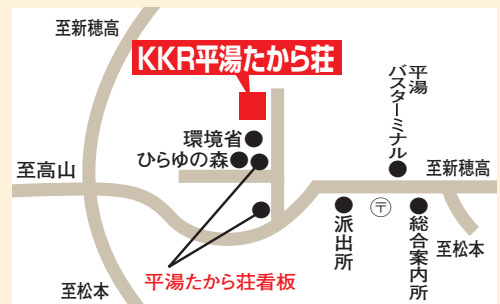 至新穂高
KKR平湯たから荘
平湯
バスターミナル
環境省
ひらゆの森
至高山
至新穂高
〒
派出所
総合案内所
至松本
平湯たから荘看板
至松本